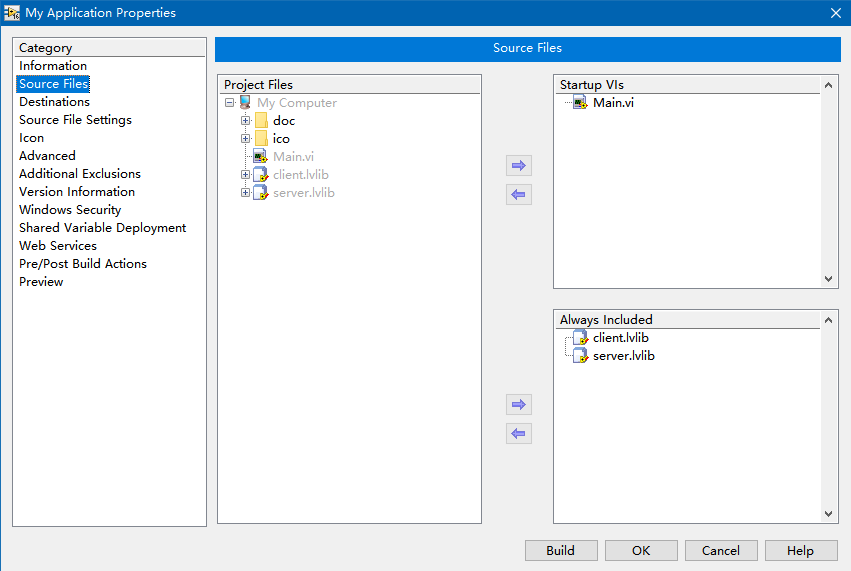 My Application Properties
Category
Information
Source Files
Destinations
Source File Settings
Icon
Advanced
Additional Exclusions
Version Information
Windows Security
Shared Variable Deployment
Web Services
Pre/Post Build Actions
Preview
Source Files
Project Files
My Computer
doc
ico
Main.vi
client.lvlib
server.lvlib
Startup VIs
Main.vi
Always Included
client.lvlib
server.lvlib
Build
OK
Cancel
Help